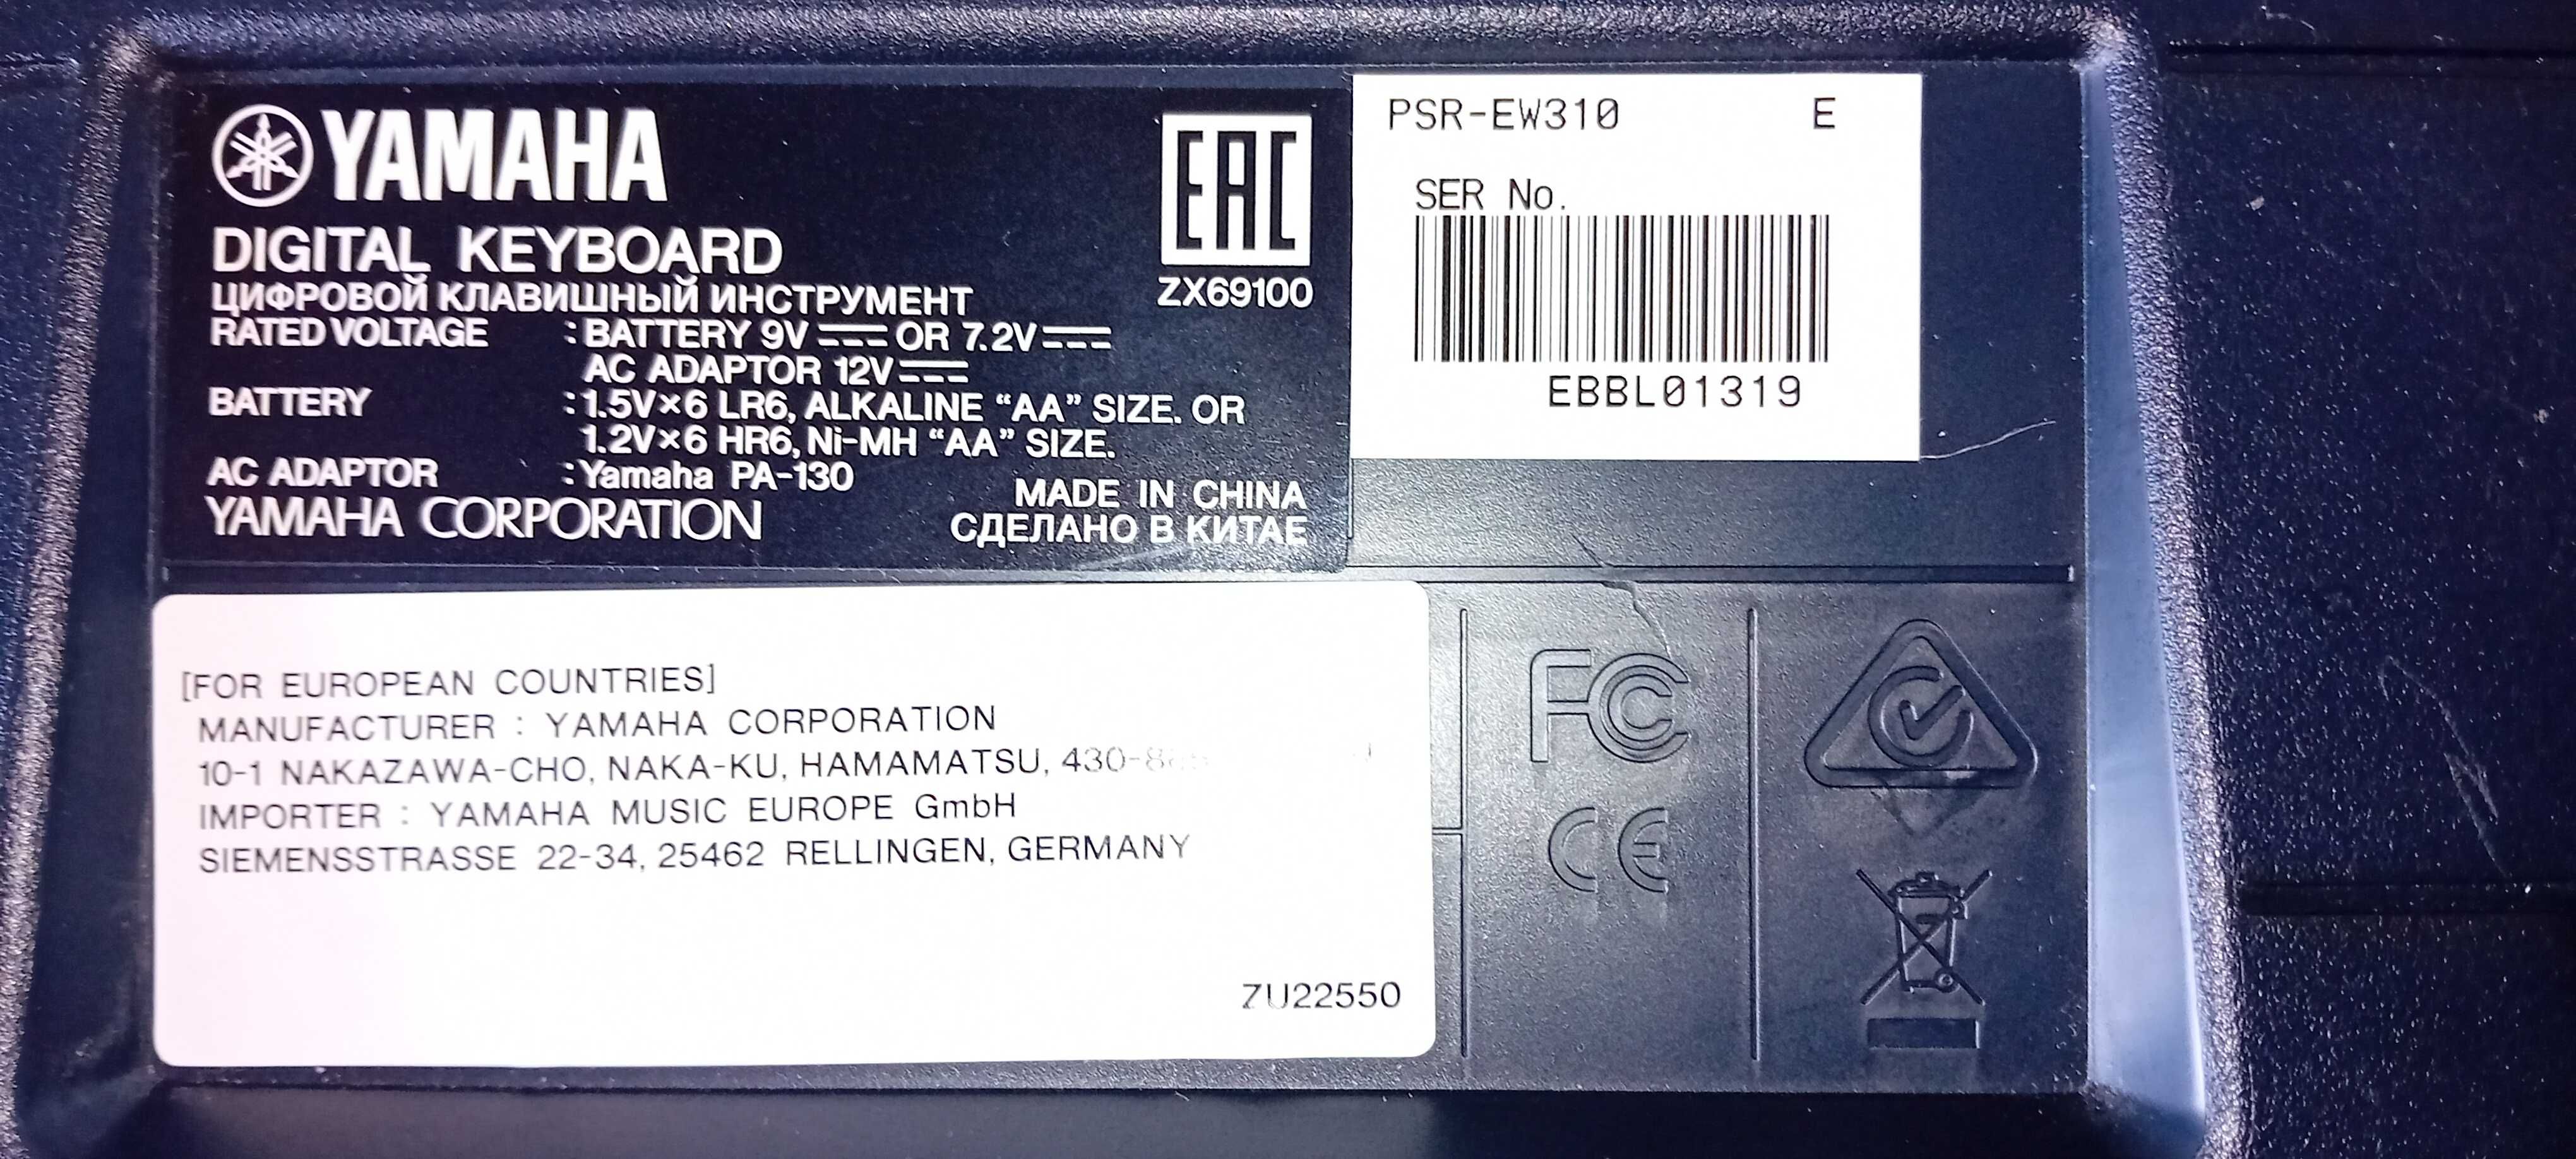 YAMAHA
EAC
DIGITAL KEYBOARD
ZX69100
ЦИФРОВОЙ КЛАВИШНЫЙ ИНСТРУМЕНТ
RATED VOLTAGE : BATTERY 9V OR 7.2V
AC ADAPTOR 12V
BATTERY : 1.5V×6 LR6, ALKALINE “AA” SIZE. OR
1.2V×6 HR6, Ni-MH “AA” SIZE.
AC ADAPTOR : Yamaha PA-130
MADE IN CHINA
YAMAHA CORPORATION
СДЕЛАНО В КИТАЕ
PSR-EW310 E
SER No.
EBBL01319
[FOR EUROPEAN COUNTRIES]
MANUFACTURER : YAMAHA CORPORATION
10-1 NAKAZAWA-CHO, NAKA-KU, HAMAMATSU,
IMPORTER : YAMAHA MUSIC EUROPE GmbH
SIEMENSSTRASSE 22-34, 25462 RELLINGEN, GERMANY
ZU22550
FC
CE